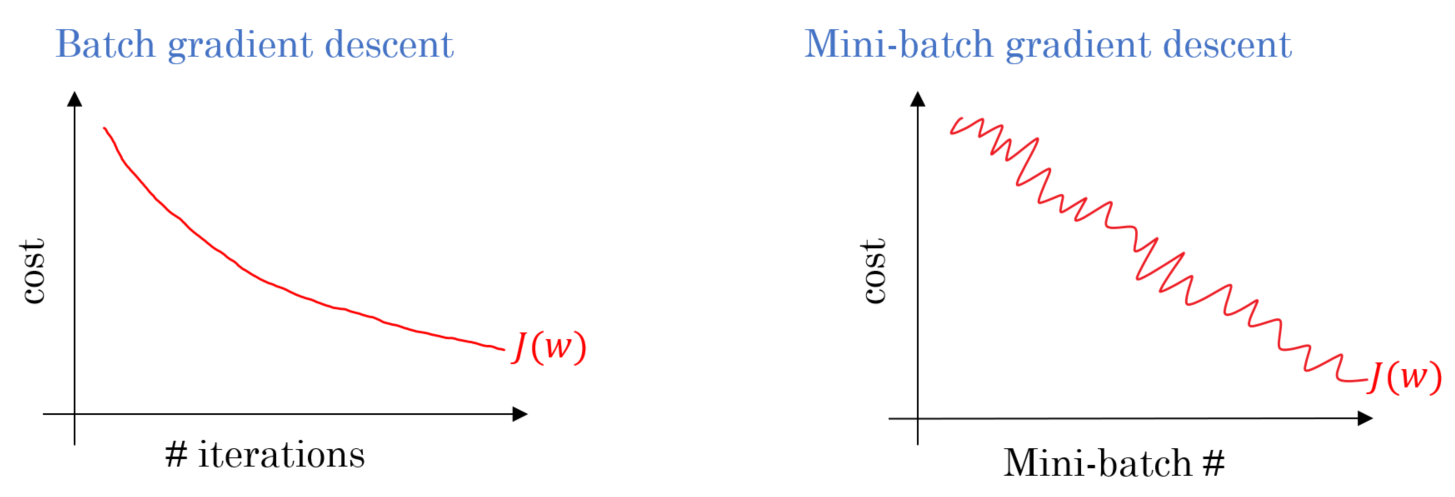 Batch gradient descent
cost
J(w)
# iterations
Mini-batch gradient descent
cost
J(w)
Mini-batch #